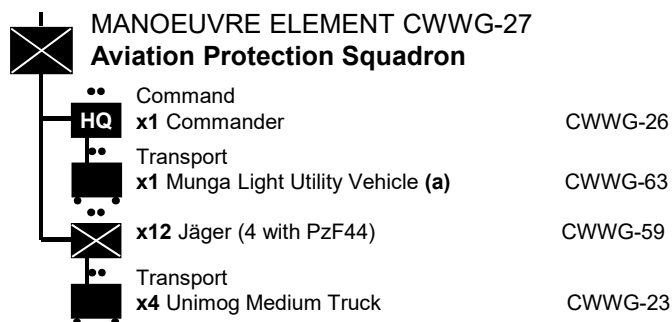 MANOEUVRE ELEMENT CWWG-27
Aviation Protection Squadron
Command
HQ x1 Commander CWWG-26
Transport
x1 Munga Light Utility Vehicle (a) CWWG-63
x12 Jäger (4 with PzF44) CWWG-59
Transport
x4 Unimog Medium Truck CWWG-23